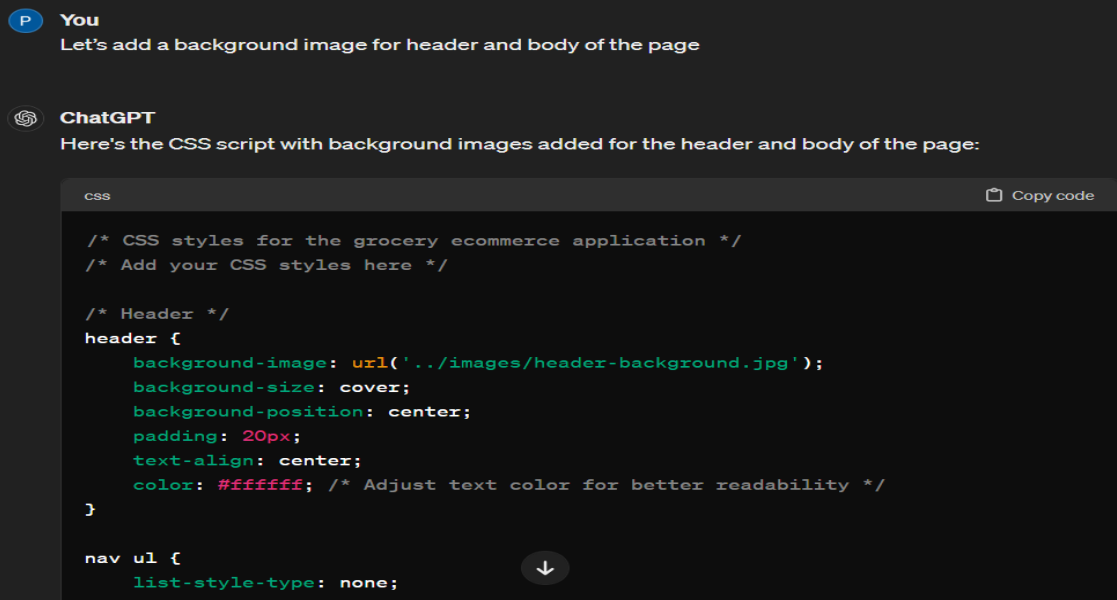 P You
Let’s add a background image for header and body of the page
ChatGPT
Here's the CSS script with background images added for the header and body of the page:
css Copy code
/* CSS styles for the grocery ecommerce application */
/* Add your CSS styles here */
/* Header */
header {
background-image: url('../images/header-background.jpg');
background-size: cover;
background-position: center;
padding: 20px;
text-align: center;
color: #ffffff; /* Adjust text color for better readability */
}
nav ul {
list-style-type: none;